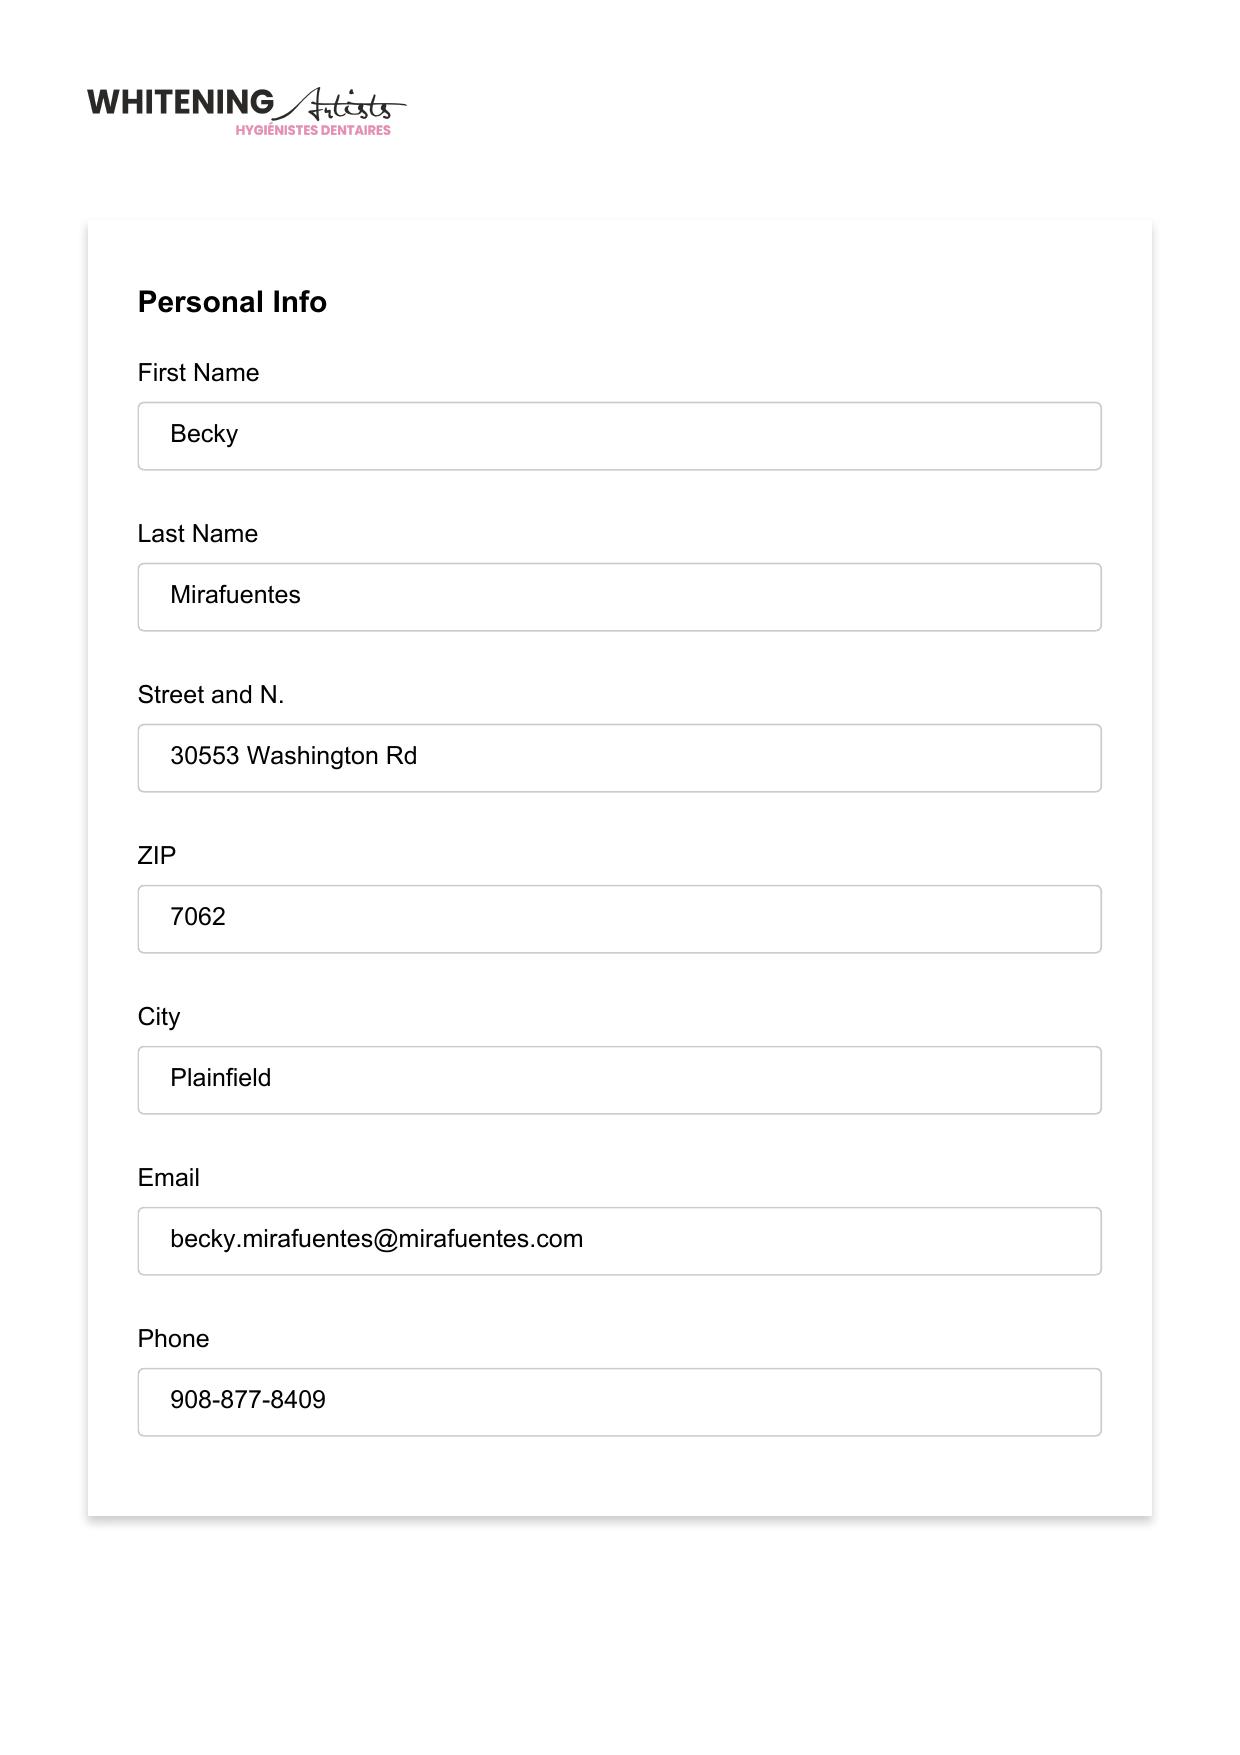 WHITENING Artists
HYGIÉNISTES DENTAIRES
Personal Info
First Name
Becky
Last Name
Mirafuentes
Street and N.
30553 Washington Rd
ZIP
7062
City
Plainfield
Email
becky.mirafuentes@mirafuentes.com
Phone
908-877-8409